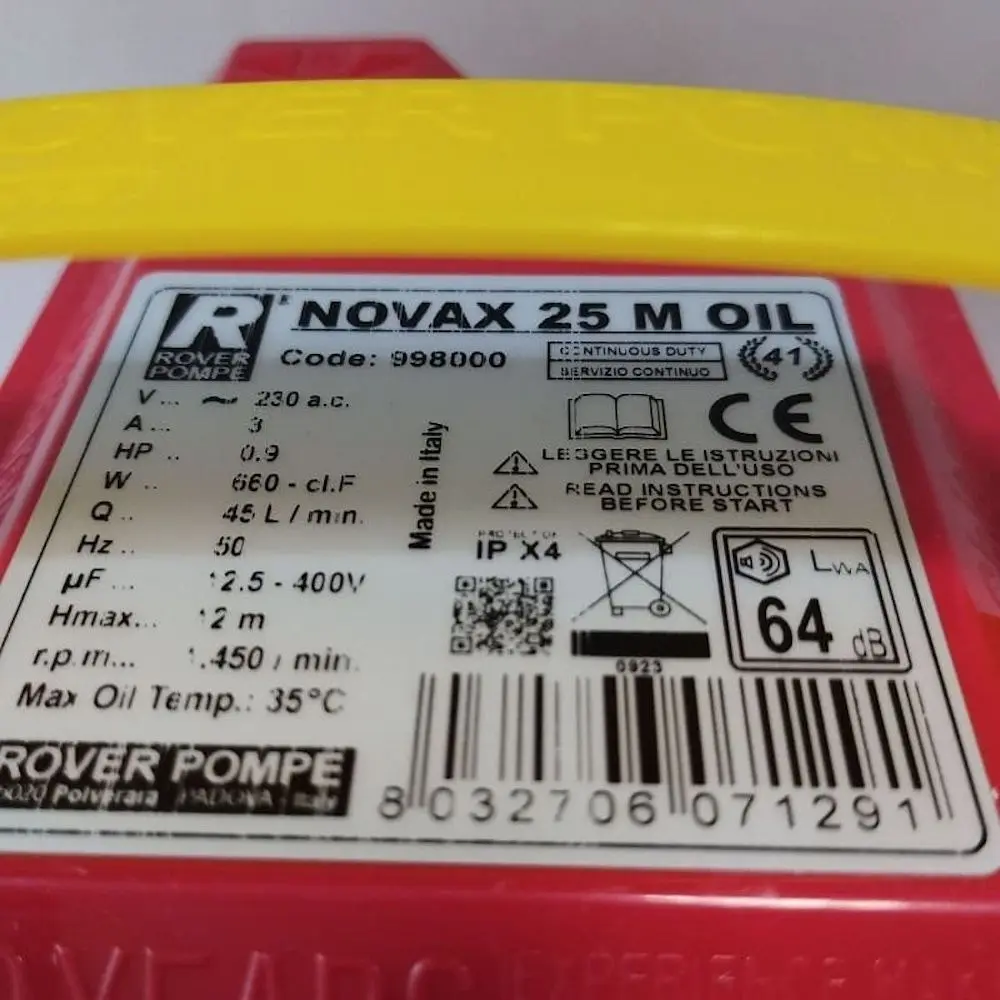 R
ROVER
POMPE
NOVAX 25 M OIL
Code: 998000
CONTINUOUS DUTY
SERVIZIO CONTINUO
41
V... ~ 230 a.c.
A... 3
HP .. 0.9
W .. 660 - cl.F
Q .. 45 L / min.
Hz .. 50
µF ... 12.5 - 400V
Hmax... 12 m
r.p.m... 1.450 / min.
Max Oil Temp.: 35°C
Made in Italy
CE
LEGGERE LE ISTRUZIONI
PRIMA DELL'USO
READ INSTRUCTIONS
BEFORE START
PROTECTION
IP X4
0923
LWA
64 dB
ROVER POMPE
Polverara PADOVA - Italy
8 032706 071291